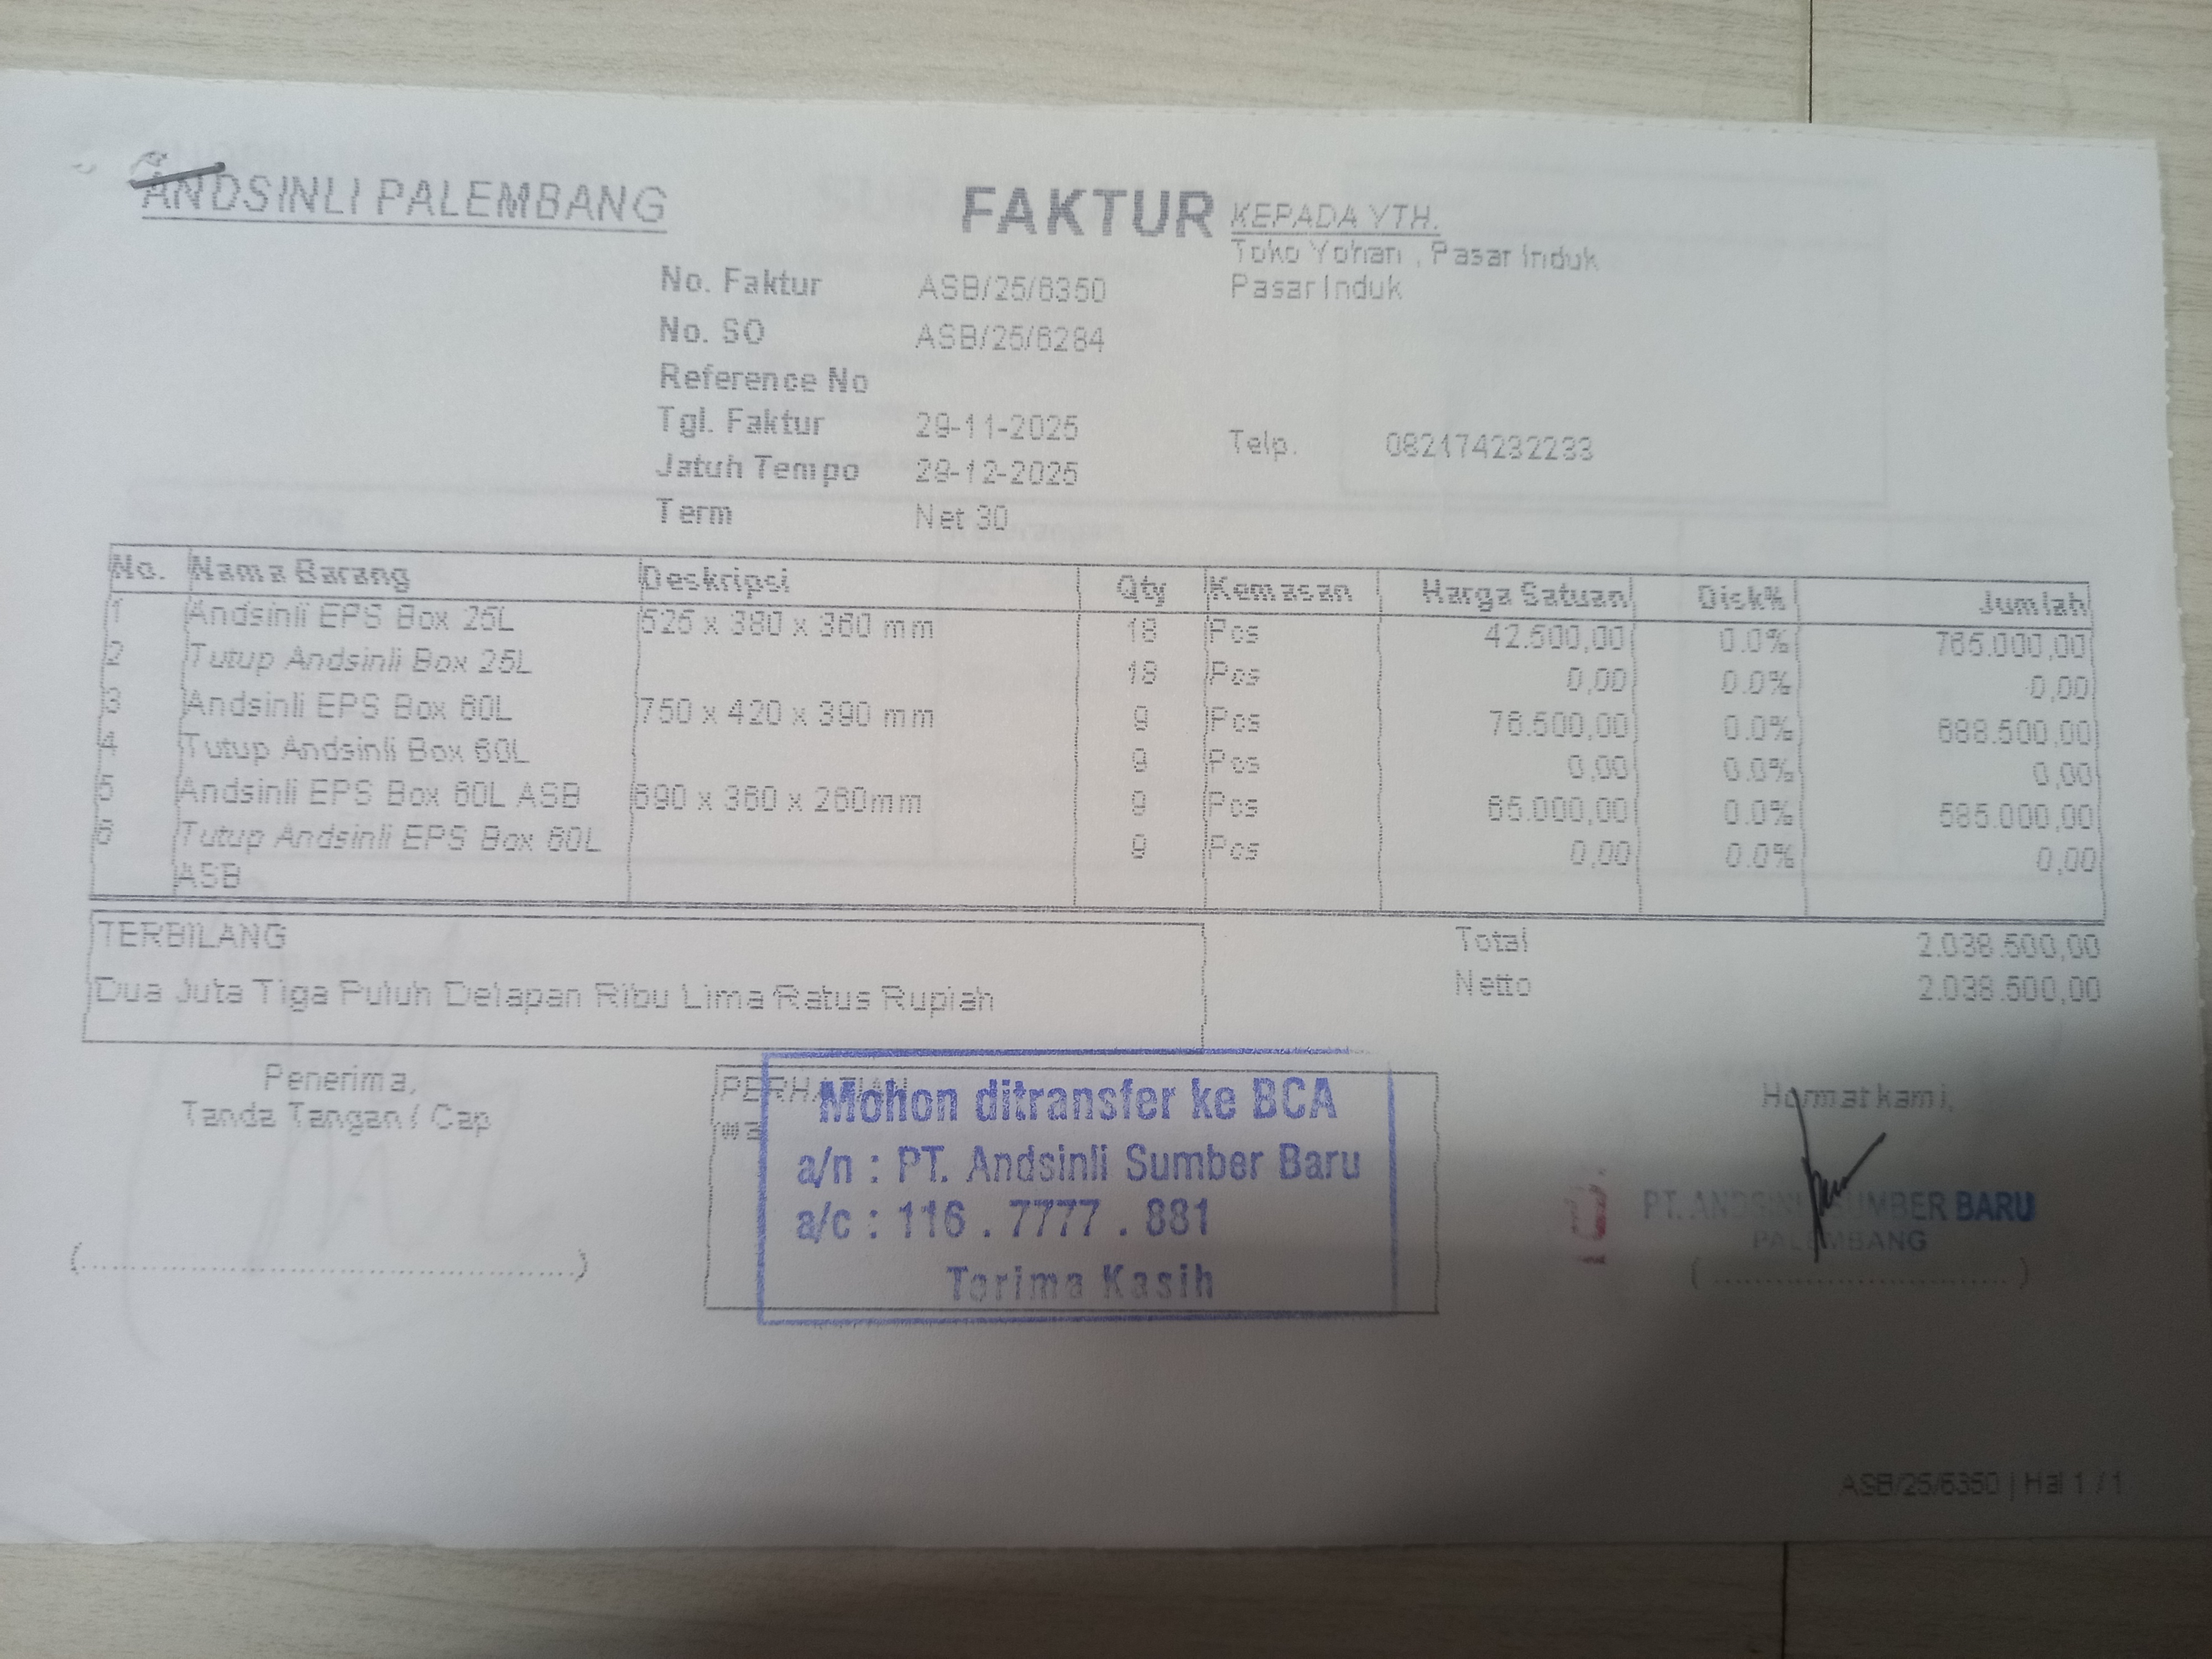 ANDSINLI PALEMBANG
FAKTUR
KEPADA YTH.
Toko Yohan , Pasar Induk
Pasar Induk
No. Faktur ASB/25/6350
No. SO ASB/25/6284
Reference No
Tgl. Faktur 29-11-2025
Jatuh Tempo 29-12-2025
Term Net 30
Telp. 082174232233
No. Nama Barang Deskripsi Qty Kemasan Harga Satuan Disk% Jumlah
1 Andsinli EPS Box 25L 525 x 380 x 360 mm 18 Pcs 42.500,00 0.0% 765.000,00
2 Tutup Andsinli Box 25L 18 Pcs 0,00 0.0% 0,00
3 Andsinli EPS Box 60L 750 x 420 x 390 mm 9 Pcs 76.500,00 0.0% 688.500,00
4 Tutup Andsinli Box 60L 9 Pcs 0,00 0.0% 0,00
5 Andsinli EPS Box 60L ASB 690 x 360 x 260mm 9 Pcs 65.000,00 0.0% 585.000,00
6 Tutup Andsinli EPS Box 60L 9 Pcs 0,00 0.0% 0,00
ASB
TERBILANG
Dua Juta Tiga Puluh Delapan Ribu Lima Ratus Rupiah
Total 2.038.500,00
Netto 2.038.500,00
Penerima,
Tanda Tangan / Cap
PERHATIAN
Mohon ditransfer ke BCA
a/n : PT. Andsinli Sumber Baru
a/c : 116 . 7777 . 881
Terima Kasih
Hormat kami,
PT. ANDSINLI SUMBER BARU
PALEMBANG
ASB/25/6350 | Hal 1 / 1